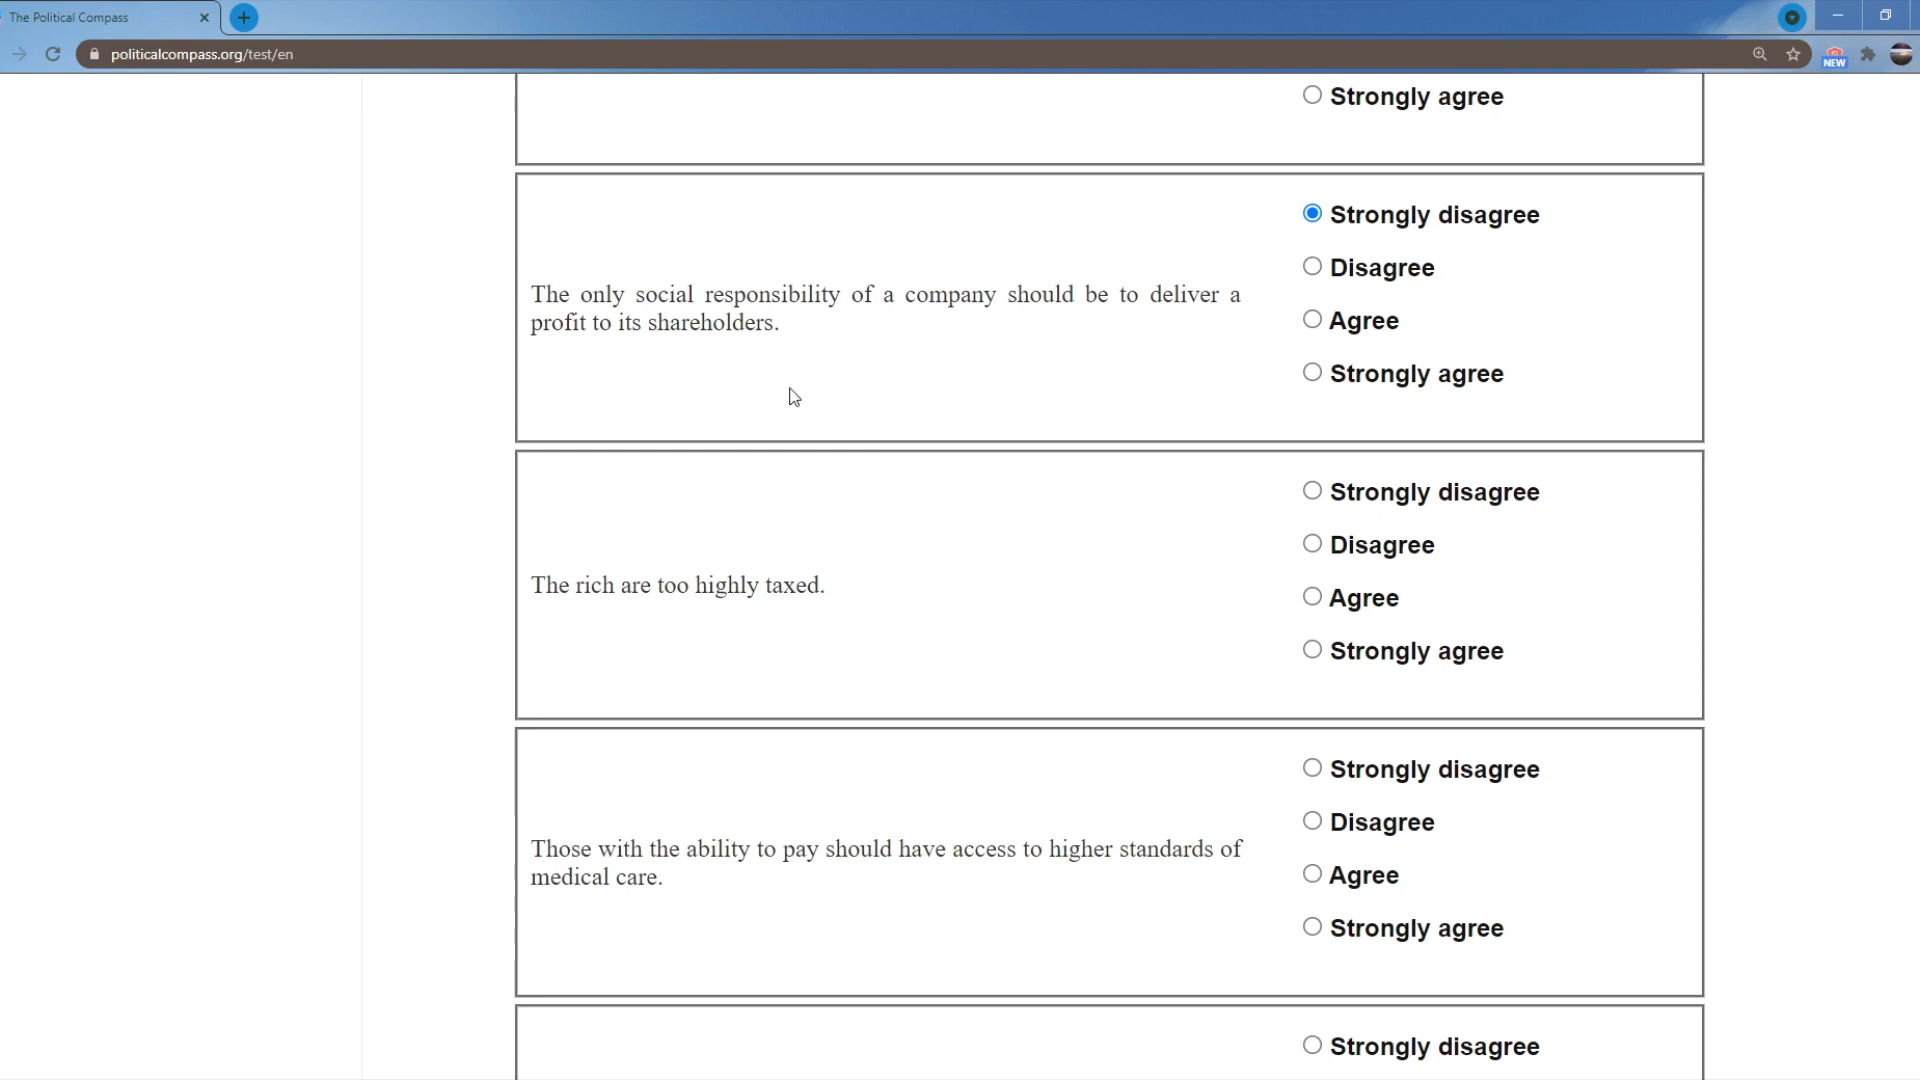 The Political Compass
politicalcompass.org/test/en
NEW
Strongly agree
The only social responsibility of a company should be to deliver a
profit to its shareholders.
Strongly disagree
Disagree
Agree
Strongly agree
The rich are too highly taxed.
Strongly disagree
Disagree
Agree
Strongly agree
Those with the ability to pay should have access to higher standards of
medical care.
Strongly disagree
Disagree
Agree
Strongly agree
Strongly disagree